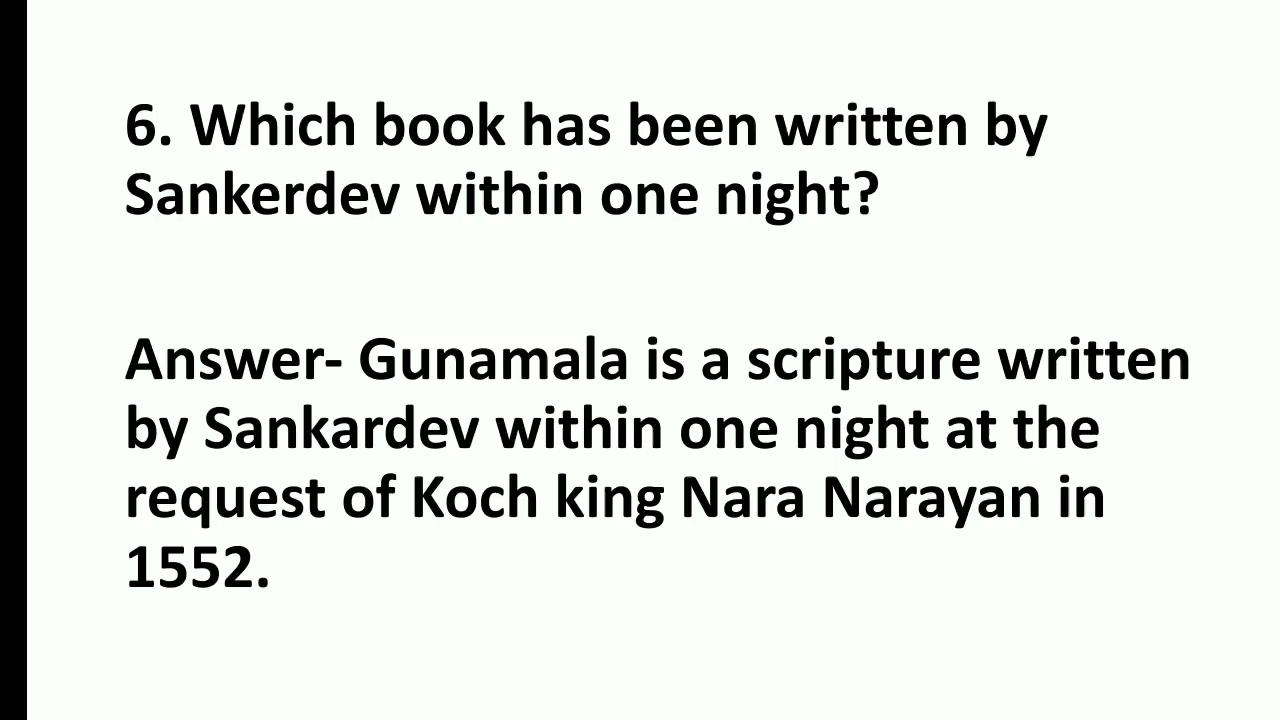 6. Which book has been written by
Sankerdev within one night?
Answer- Gunamala is a scripture written
by Sankardev within one night at the
request of Koch king Nara Narayan in
1552.